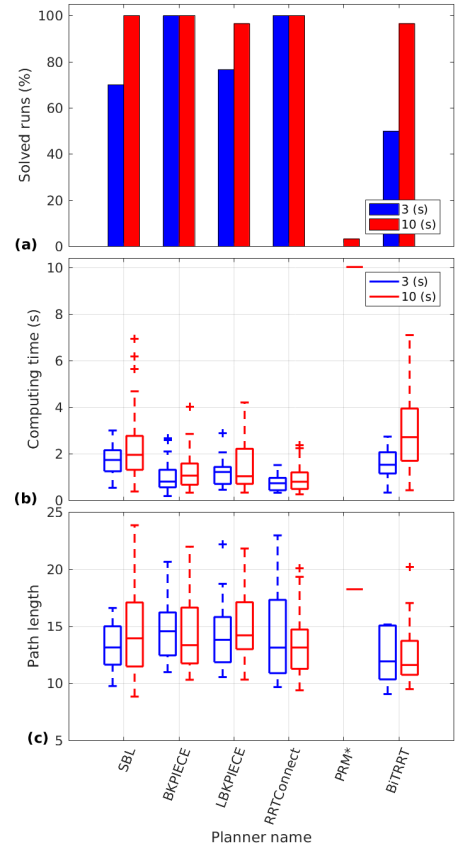 100
80
60
40
20
0
Solved runs (%)
3 (s)
10 (s)
(a)
10
8
6
4
2
0
Computing time (s)
3 (s)
10 (s)
(b)
25
20
15
10
5
Path length
(c)
SBL
BKPIECE
LBKPIECE
RRTConnect
PRM*
BiTRRT
Planner name